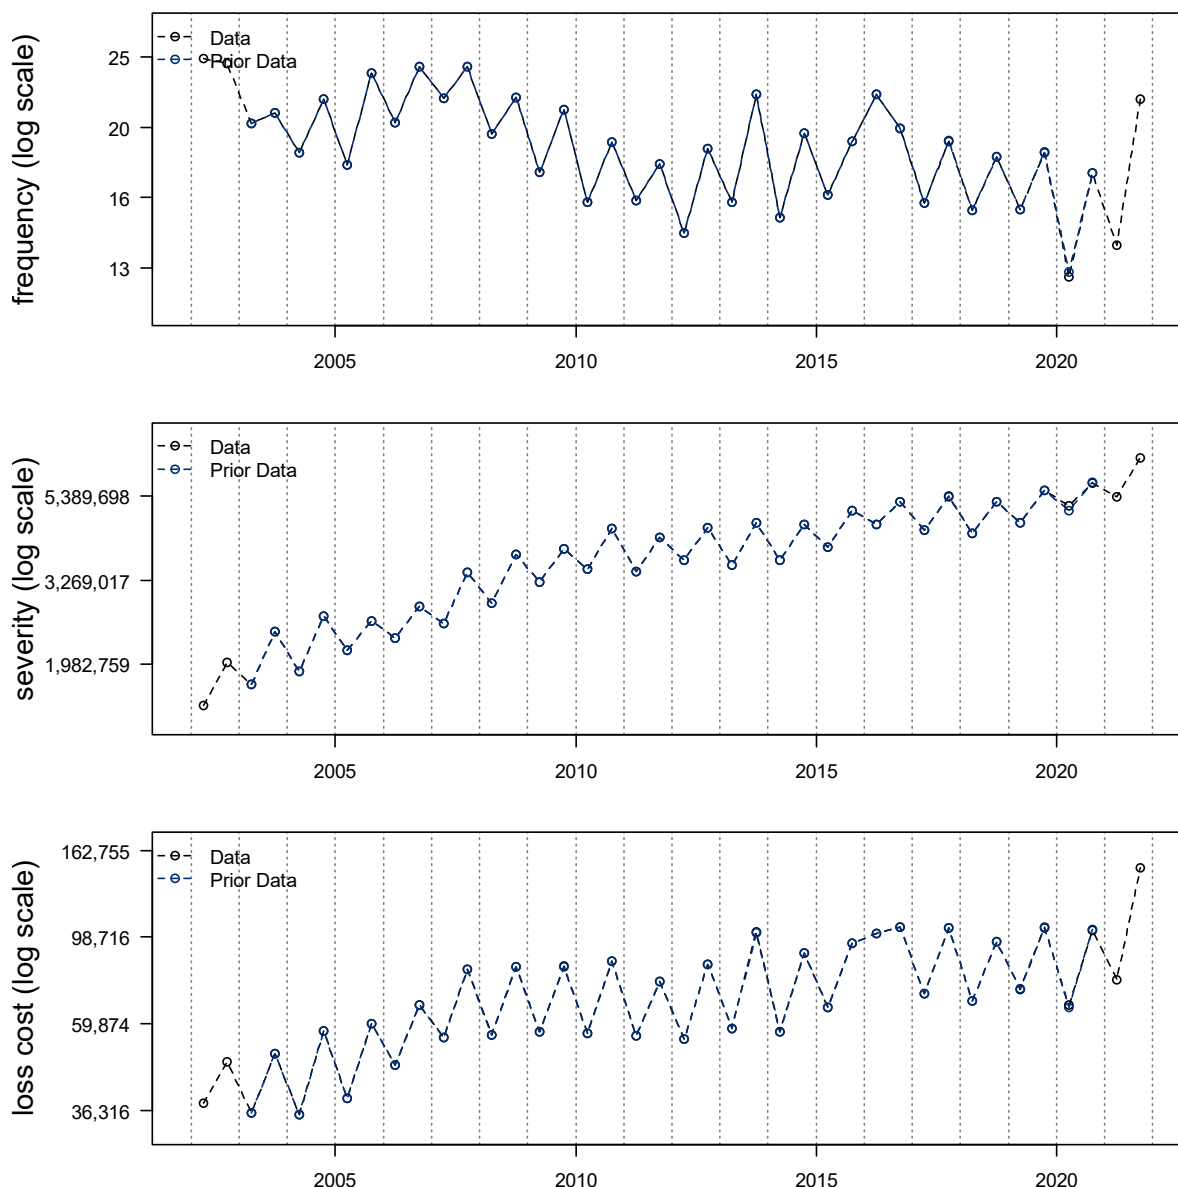 frequency (log scale)
Data
Prior Data
25
20
16
13
2005
2010
2015
2020
severity (log scale)
Data
Prior Data
5,389,698
3,269,017
1,982,759
2005
2010
2015
2020
loss cost (log scale)
Data
Prior Data
162,755
98,716
59,874
36,316
2005
2010
2015
2020